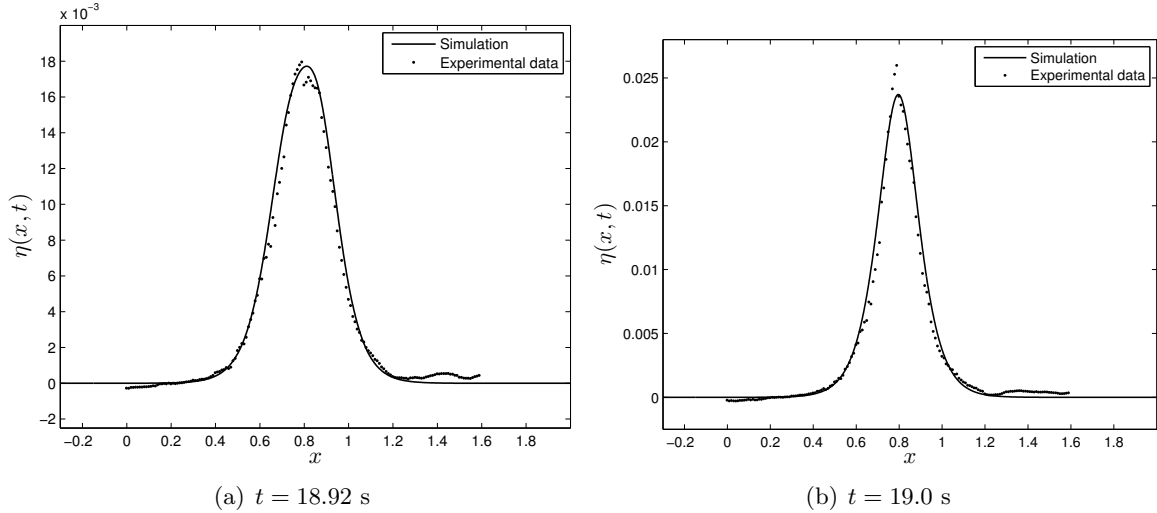 x 10⁻³
18
16
14
12
10
8
6
4
2
0
−2
η(x, t)
−0.2 0 0.2 0.4 0.6 0.8 1 1.2 1.4 1.6 1.8
x
Simulation
Experimental data
(a) t = 18.92 s
0.025
0.02
0.015
0.01
0.005
0
η(x, t)
−0.2 0 0.2 0.4 0.6 0.8 1 1.2 1.4 1.6 1.8
x
Simulation
Experimental data
(b) t = 19.0 s